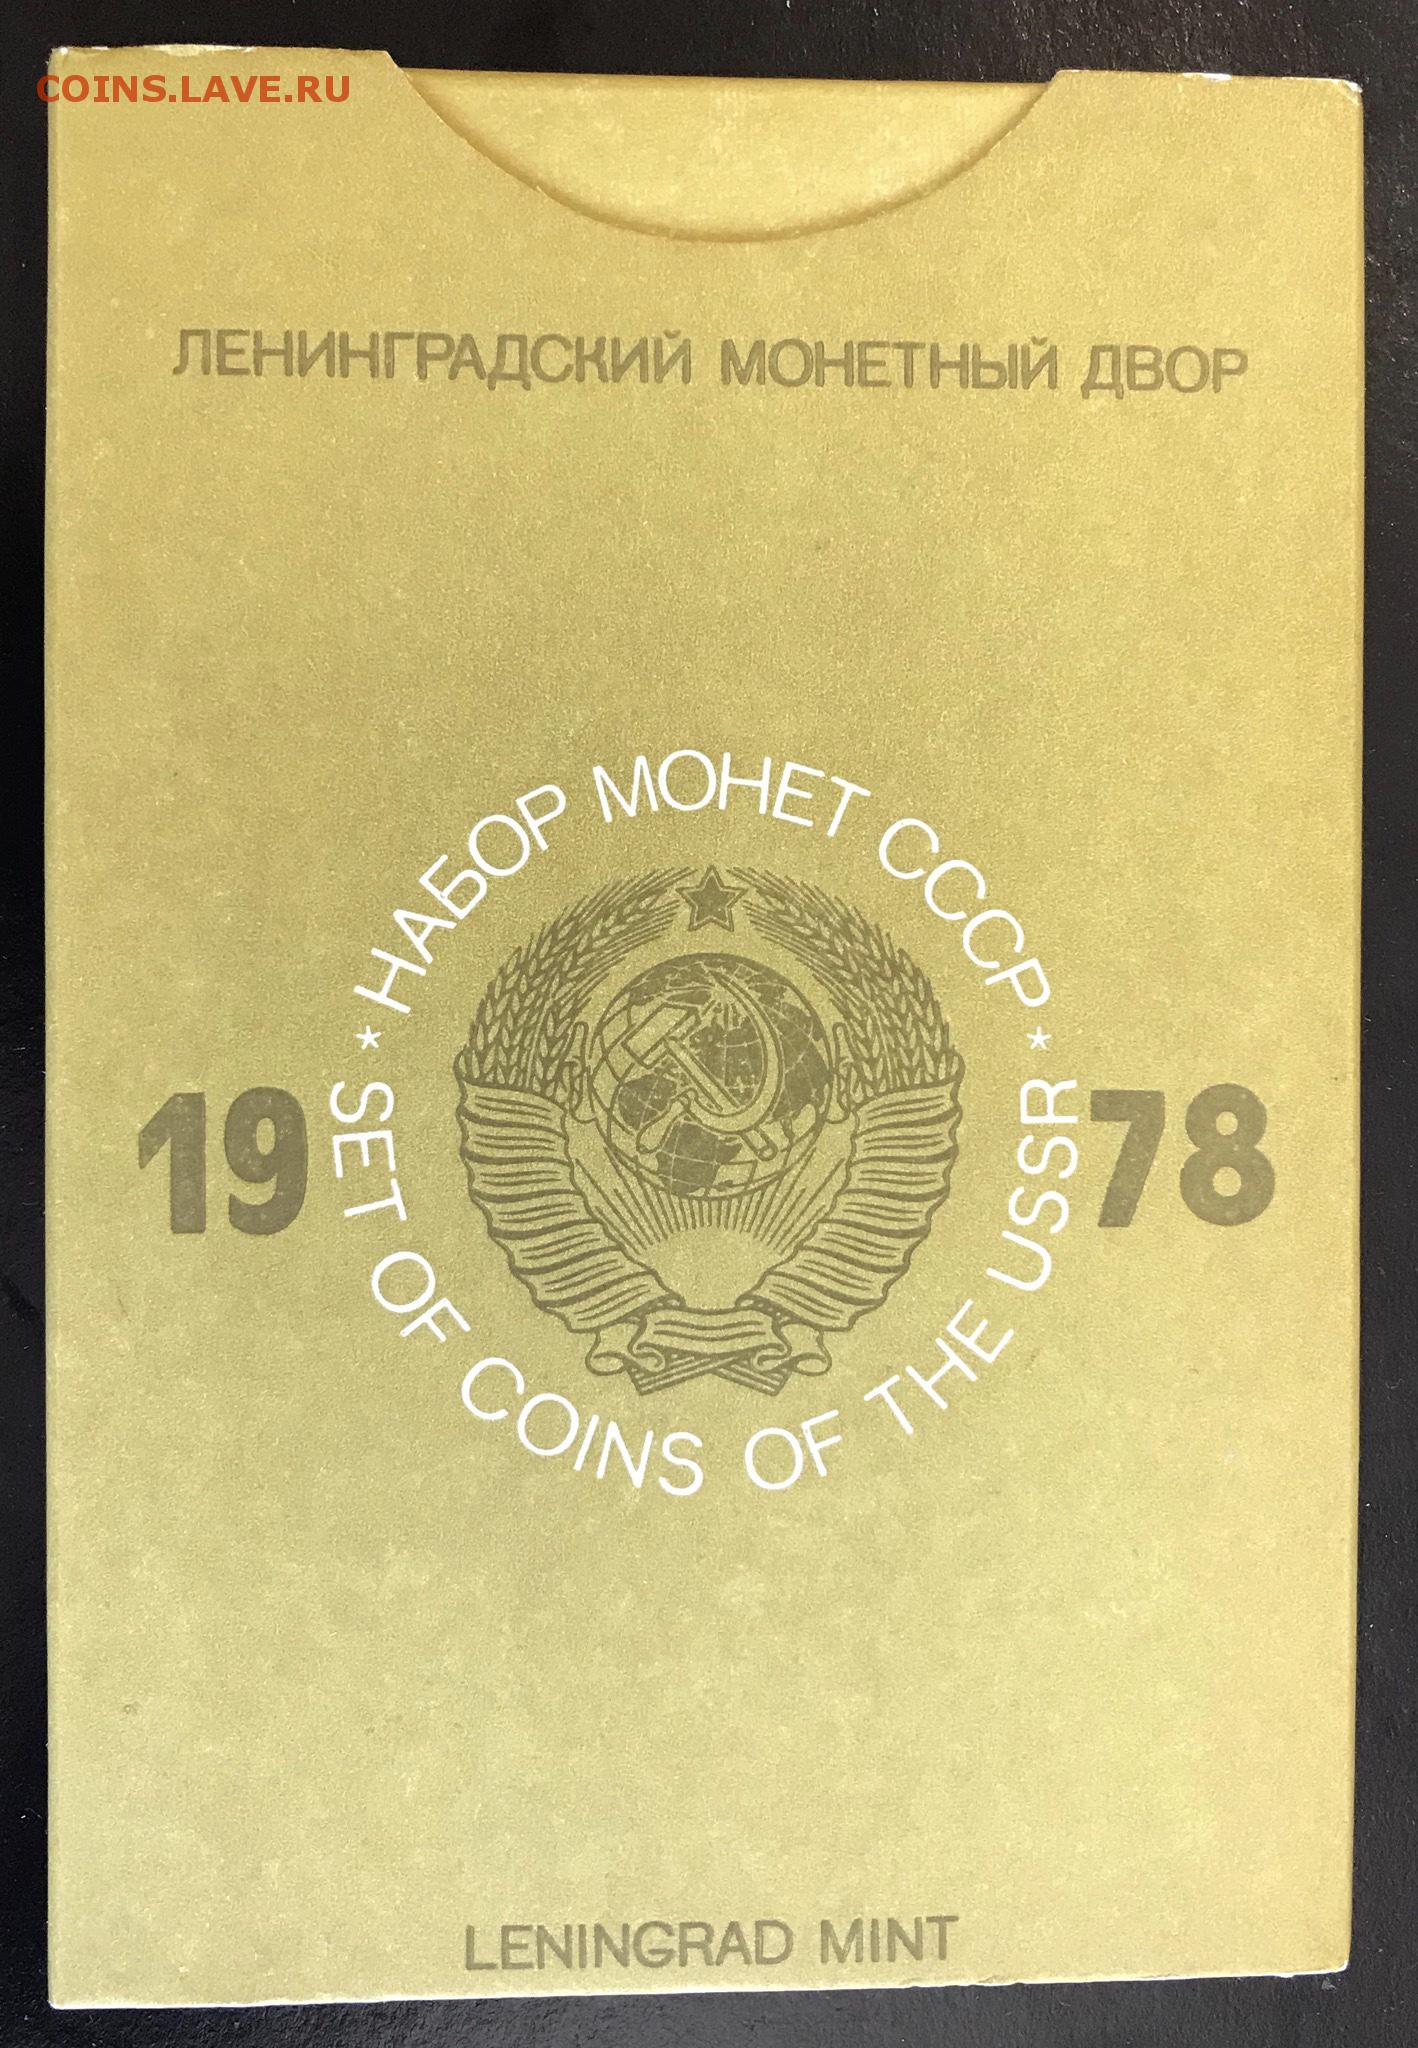 COINS.LAVE.RU
ЛЕНИНГРАДСКИЙ МОНЕТНЫЙ ДВОР
* НАБОР МОНЕТ СССР *
19 78
SET OF COINS OF THE USSR
LENINGRAD MINT